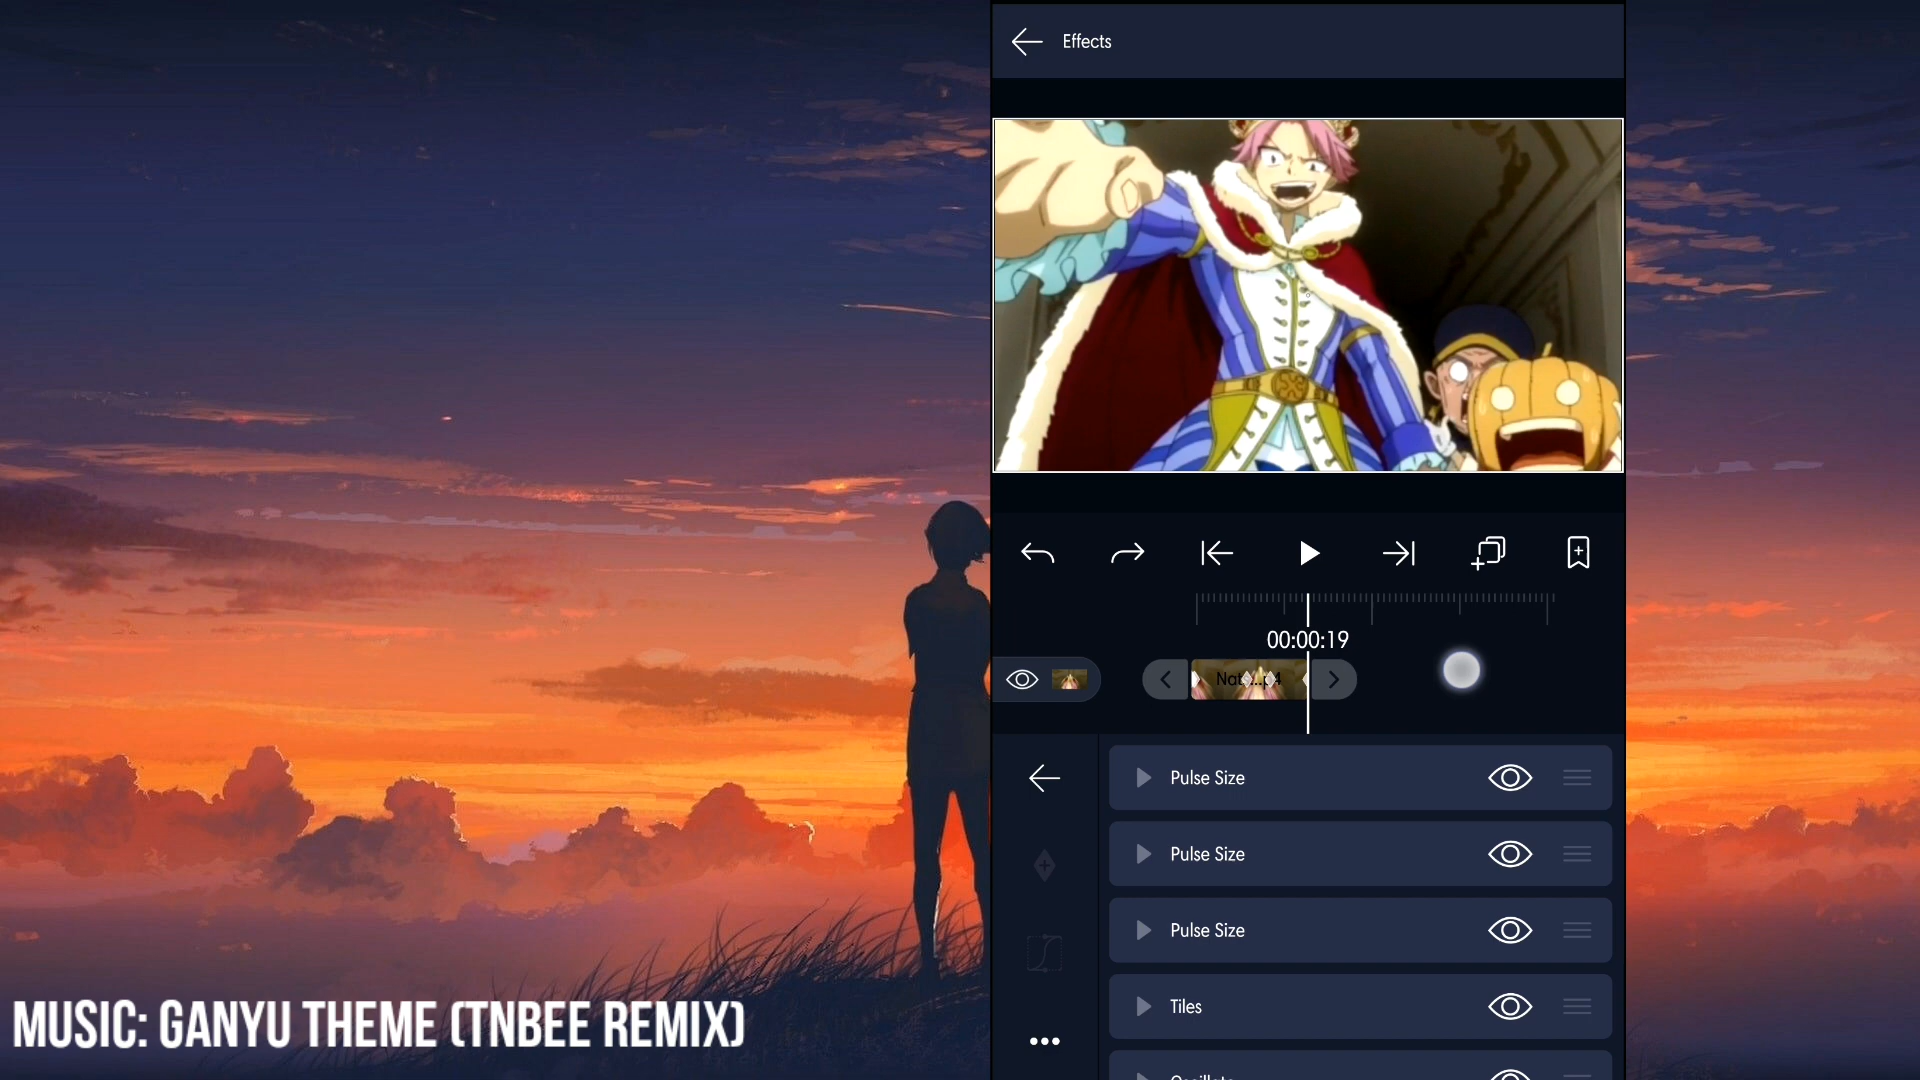 Effects
00:00:19
Pulse Size
Pulse Size
Pulse Size
Tiles
MUSIC: GANYU THEME (TNBEE REMIX)